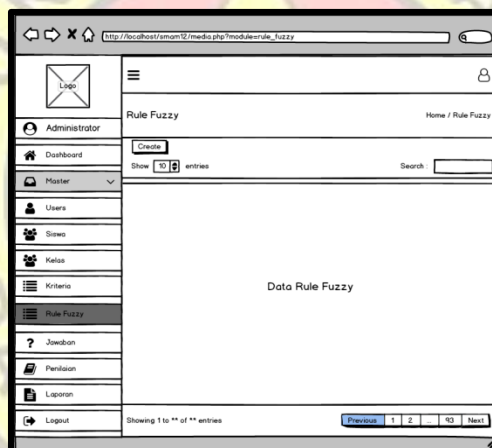 http://localhost/smam12/media.php?module=rule_fuzzy
Logo
Administrator
Dashboard
Master
Users
Siswa
Kelas
Kriteria
Rule Fuzzy
Jawaban
Penilaian
Laporan
Logout
Rule Fuzzy
Home / Rule Fuzzy
Create
Show 10 entries
Search :
Data Rule Fuzzy
Showing 1 to ** of ** entries
Previous 1 2 ... 93 Next